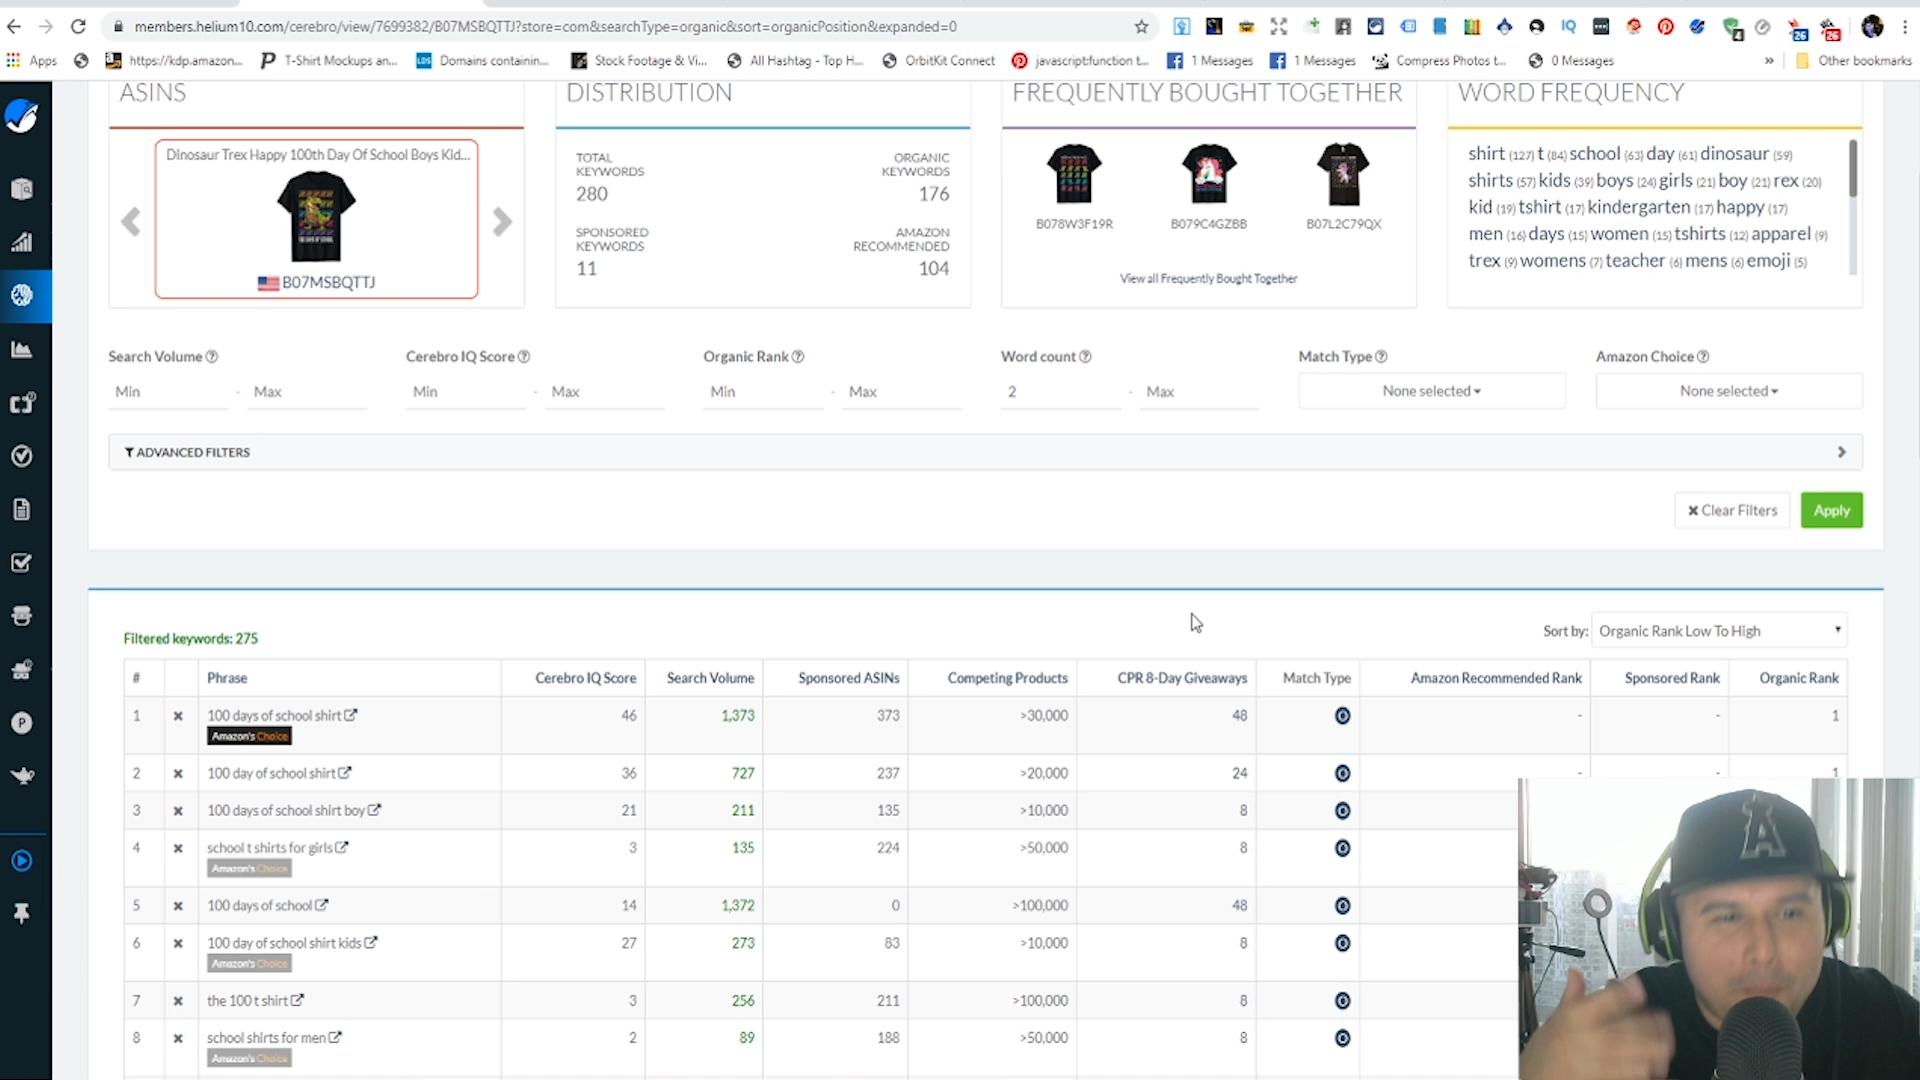 members.helium10.com/cerebro/view/7699382/B07MSBQTTJ?store=com&searchType=organic&sort=organicPosition&expanded=0
IQ
4
26
26
Apps
https://kdp.amazon...
T-Shirt Mockups an...
LDS Domains containin...
Stock Footage & Vi...
All Hashtag - Top H...
OrbitKit Connect
javascript:function t...
1 Messages
1 Messages
Compress Photos t...
0 Messages
»
Other bookmarks
ASINS
DISTRIBUTION
FREQUENTLY BOUGHT TOGETHER
WORD FREQUENCY
Dinosaur Trex Happy 100th Day Of School Boys Kid...
B07MSBQTTJ
TOTAL KEYWORDS
280
ORGANIC KEYWORDS
176
SPONSORED KEYWORDS
11
AMAZON RECOMMENDED
104
B078W3F19R
B079C4GZBB
B07L2C79QX
View all Frequently Bought Together
shirt (127) t (84) school (63) day (61) dinosaur (59)
shirts (57) kids (39) boys (24) girls (21) boy (21) rex (20)
kid (19) tshirt (17) kindergarten (17) happy (17)
men (16) days (15) women (15) tshirts (12) apparel (9)
trex (9) womens (7) teacher (6) mens (6) emoji (5)
Search Volume
Cerebro IQ Score
Organic Rank
Word count
Match Type
Amazon Choice
Min - Max
Min - Max
Min - Max
2 - Max
None selected
None selected
ADVANCED FILTERS
Clear Filters
Apply
Filtered keywords: 275
Sort by: Organic Rank Low To High
# Phrase Cerebro IQ Score Search Volume Sponsored ASINs Competing Products CPR 8-Day Giveaways Match Type Amazon Recommended Rank Sponsored Rank Organic Rank
1 100 days of school shirt 46 1,373 373 >30,000 48 O - - 1
Amazon's Choice
2 100 day of school shirt 36 727 237 >20,000 24 O - - 1
3 100 days of school shirt boy 21 211 135 >10,000 8 O
4 school t shirts for girls 3 135 224 >50,000 8 O
Amazon's Choice
5 100 days of school 14 1,372 0 >100,000 48 O
6 100 day of school shirt kids 27 273 83 >10,000 8 O
Amazon's Choice
7 the 100 t shirt 3 256 211 >100,000 8 O
8 school shirts for men 2 89 188 >50,000 8 O
Amazon's Choice
A
P